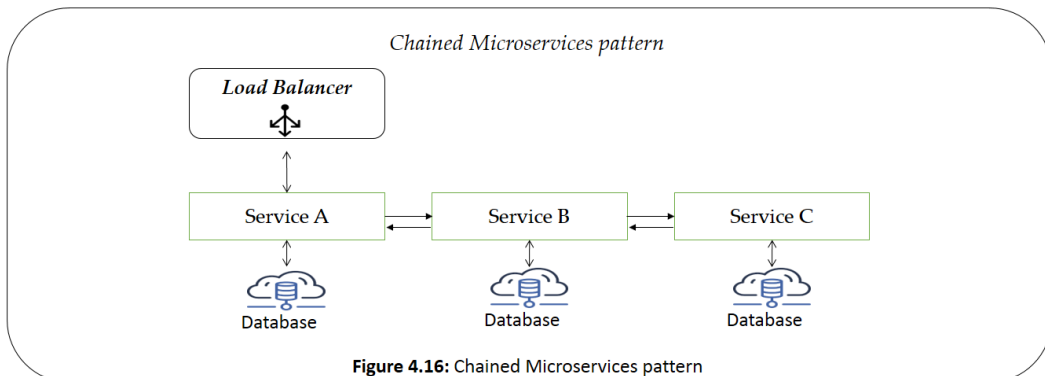 Chained Microservices pattern
Load Balancer
Service A
Service B
Service C
Database
Database
Database
Figure 4.16: Chained Microservices pattern